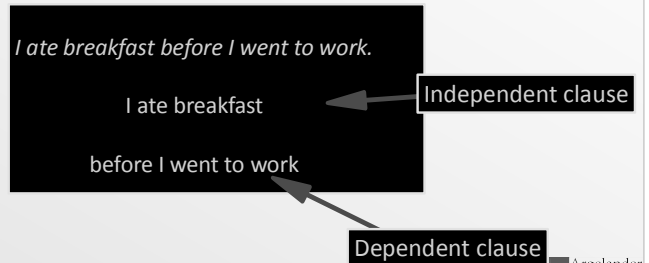 I ate breakfast before I went to work.
I ate breakfast
Independent clause
before I went to work
Dependent clause